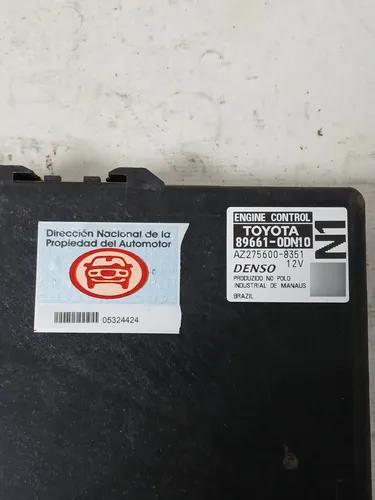 Dirección Nacional de la
Propiedad del Automotor
05324424
ENGINE CONTROL
TOYOTA
89661-0DN10
AZ275600-8351
DENSO 12V
PRODUZIDO NO POLO
INDUSTRIAL DE MANAUS
BRAZIL
N1